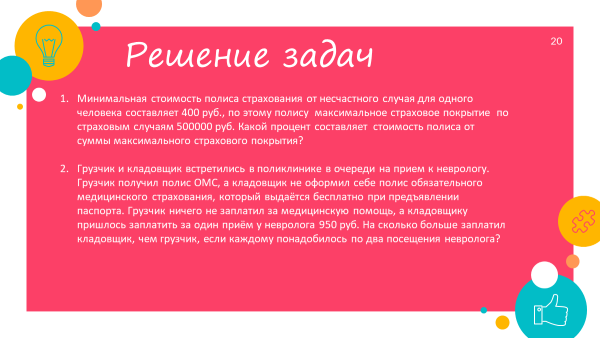 Решение задач
20
1. Минимальная стоимость полиса страхования от несчастного случая для одного
человека составляет 400 руб., по этому полису максимальное страховое покрытие по
страховым случаям 500000 руб. Какой процент составляет стоимость полиса от
суммы максимального страхового покрытия?
2. Грузчик и кладовщик встретились в поликлинике в очереди на прием к неврологу.
Грузчик получил полис ОМС, а кладовщик не оформил себе полис обязательного
медицинского страхования, который выдаётся бесплатно при предъявлении
паспорта. Грузчик ничего не заплатил за медицинскую помощь, а кладовщику
пришлось заплатить за один приём у невролога 950 руб. На сколько больше заплатил
кладовщик, чем грузчик, если каждому понадобилось по два посещения невролога?